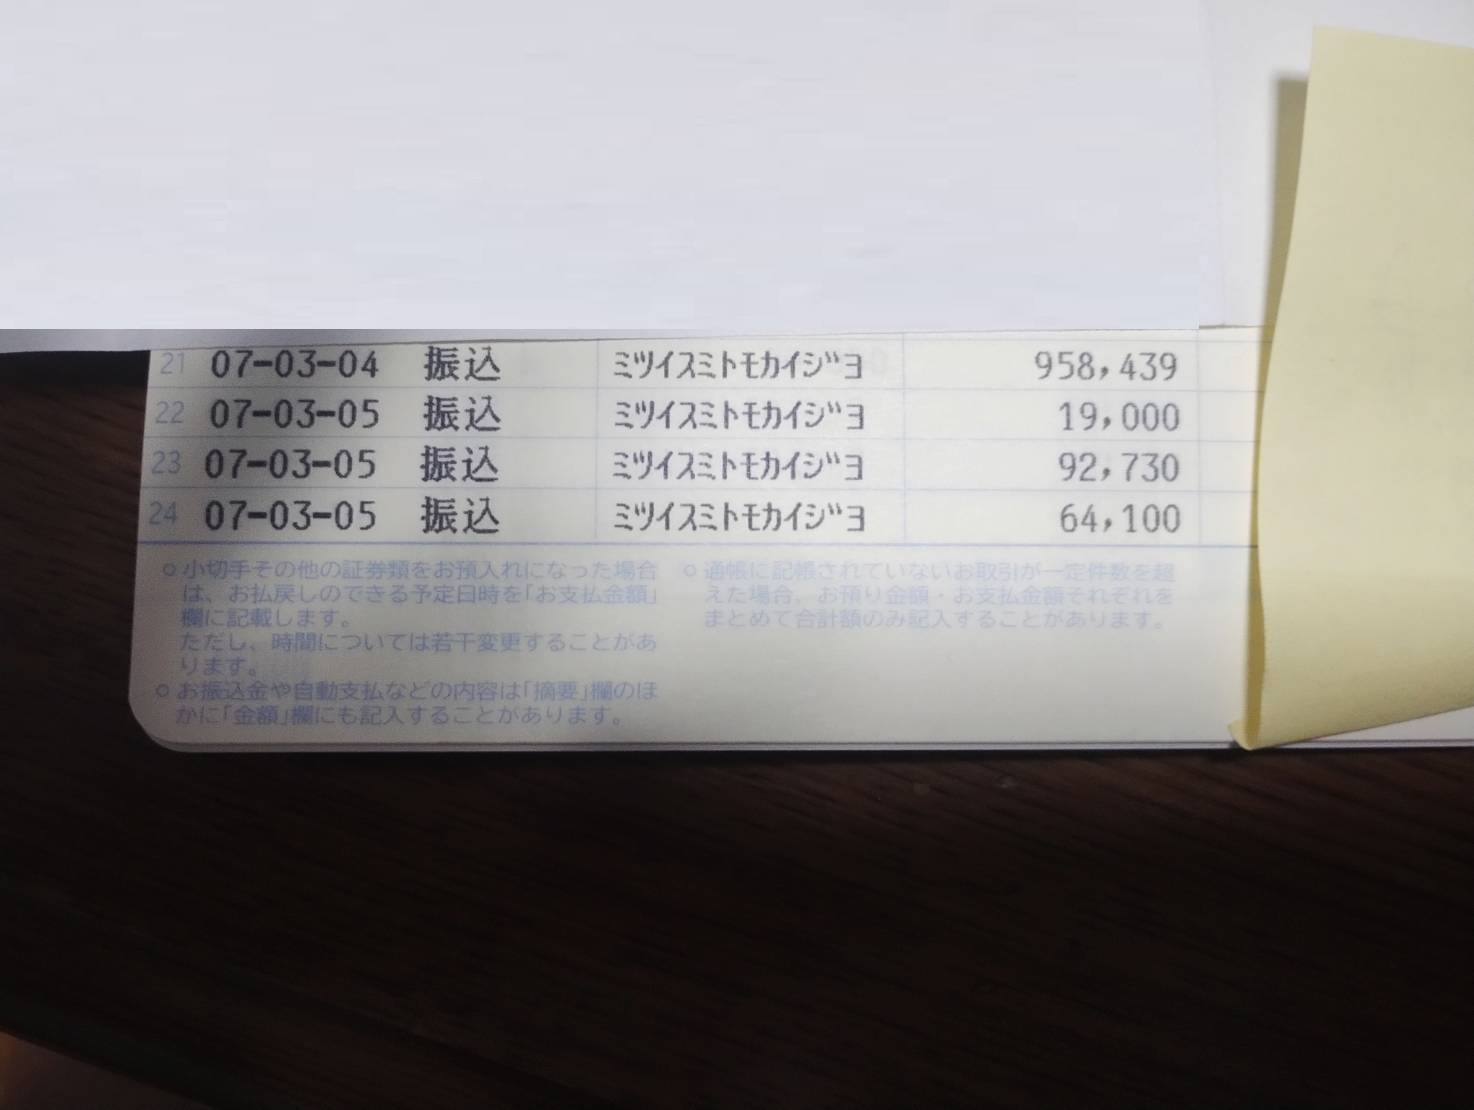 21 07-03-04 振込 ミツイスミトモカイジヨ 958,439
22 07-03-05 振込 ミツイスミトモカイジヨ 19,000
23 07-03-05 振込 ミツイスミトモカイジヨ 92,730
24 07-03-05 振込 ミツイスミトモカイジヨ 64,100
○小切手その他の証券類をお預入れになった場合
は、お払戻しのできる予定日時を「お支払金額」
欄に記載します。
ただし、時間については若干変更することがあ
ります。
○お振込金や自動支払などの内容は「摘要」欄のほ
かに「金額」欄にも記入することがあります。
○通帳に記帳されていないお取引が一定件数を超
えた場合、お預り金額・お支払金額それぞれを
まとめて合計額のみ記入することがあります。